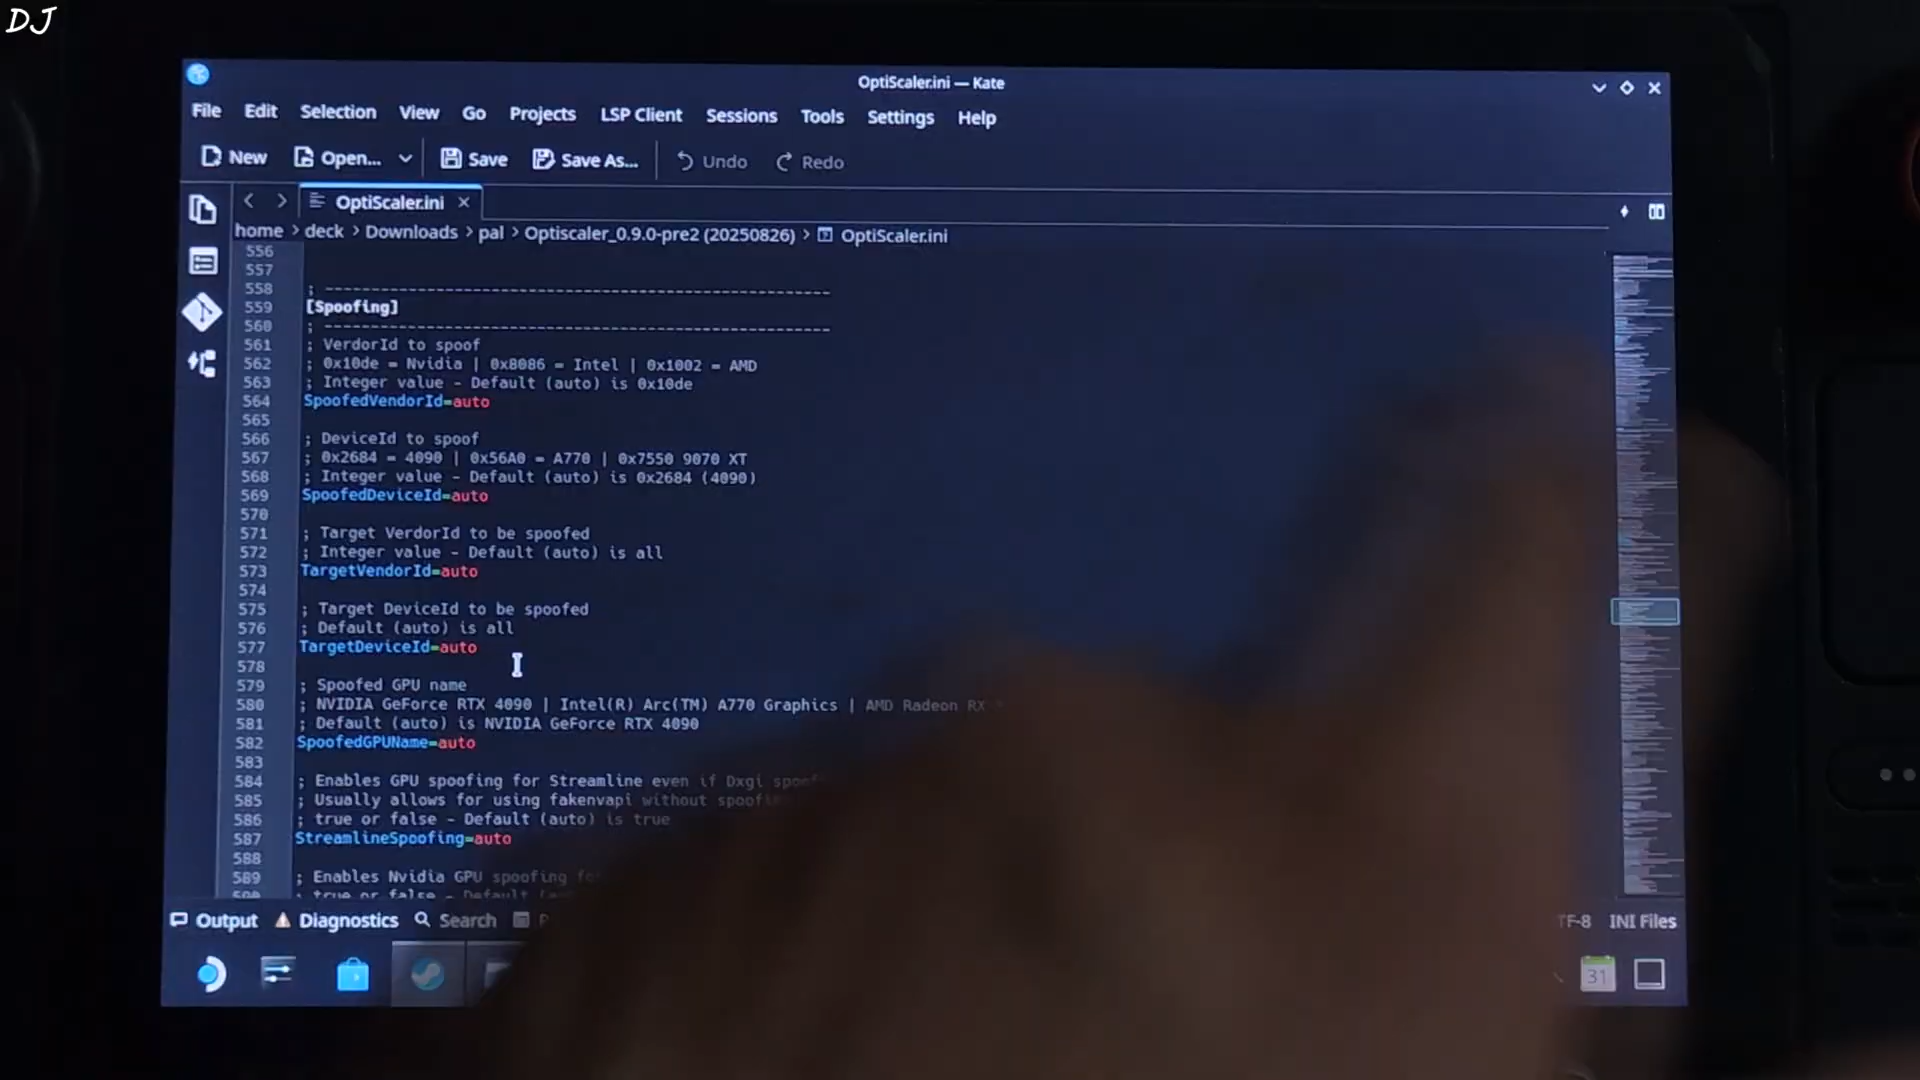 DJ
OptiScaler.ini — Kate
File Edit Selection View Go Projects LSP Client Sessions Tools Settings Help
New Open... Save Save As... Undo Redo
OptiScaler.ini
home > deck > Downloads > pal > Optiscaler_0.9.0-pre2 (20250826) > OptiScaler.ini
556
557
558 ; ------------------------------------------------------
559 [Spoofing]
560 ; ------------------------------------------------------
561 ; VerdorId to spoof
562 ; 0x10de = Nvidia | 0x8086 = Intel | 0x1002 = AMD
563 ; Integer value - Default (auto) is 0x10de
564 SpoofedVendorId=auto
565
566 ; DeviceId to spoof
567 ; 0x2684 = 4090 | 0x56A0 = A770 | 0x7550 9070 XT
568 ; Integer value - Default (auto) is 0x2684 (4090)
569 SpoofedDeviceId=auto
570
571 ; Target VerdorId to be spoofed
572 ; Integer value - Default (auto) is all
573 TargetVendorId=auto
574
575 ; Target DeviceId to be spoofed
576 ; Default (auto) is all
577 TargetDeviceId=auto
578
579 ; Spoofed GPU name
580 ; NVIDIA GeForce RTX 4090 | Intel(R) Arc(TM) A770 Graphics | AMD Radeon RX
581 ; Default (auto) is NVIDIA GeForce RTX 4090
582 SpoofedGPUName=auto
583
584 ; Enables GPU spoofing for Streamline even if Dxgi
585 ; Usually allows for using fakenvapi without
586 ; true or false - Default (auto) is true
587 StreamlineSpoofing=auto
588
589 ; Enables Nvidia GPU spoofing
590 ; true or false - Default
Output Diagnostics Search TF-8 INI Files
31